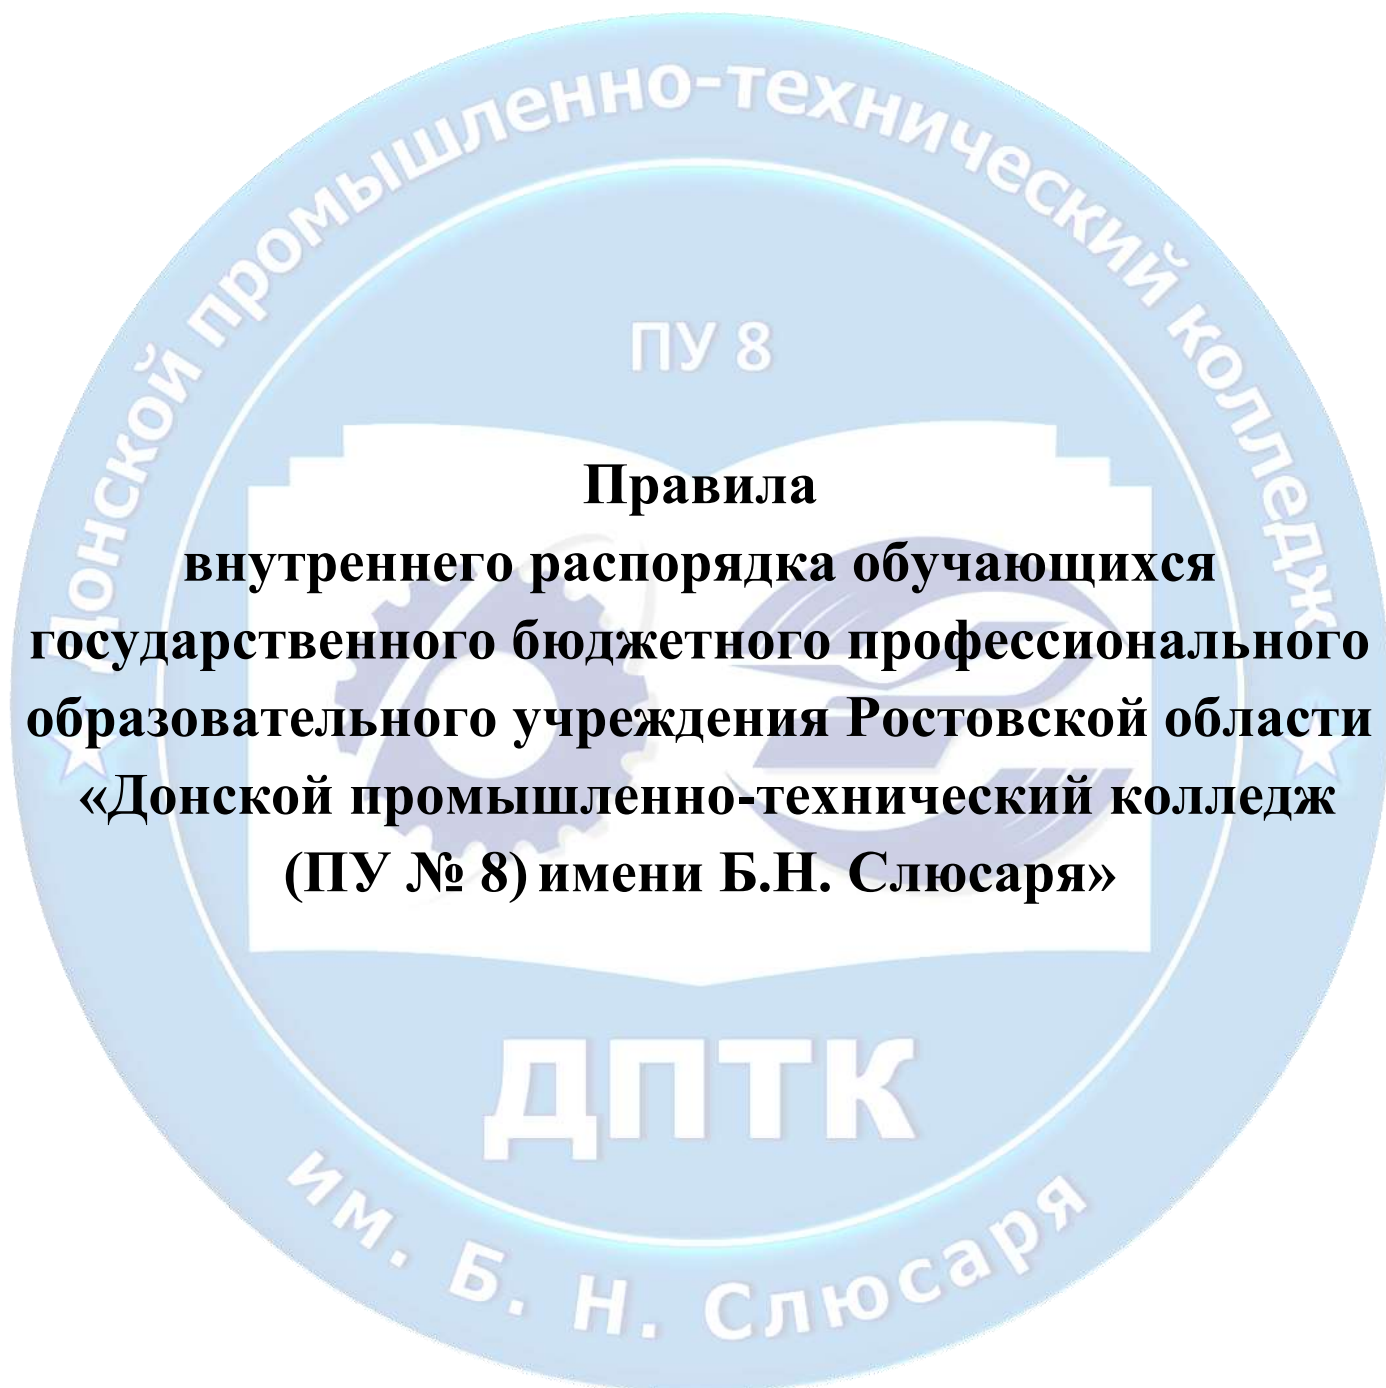 Донской промышленно-технический колледж
ПУ 8
Правила
внутреннего распорядка обучающихся
государственного бюджетного профессионального
образовательного учреждения Ростовской области
«Донской промышленно-технический колледж
(ПУ № 8) имени Б.Н. Слюсаря»
ДПТК
им. Б. Н. Слюсаря